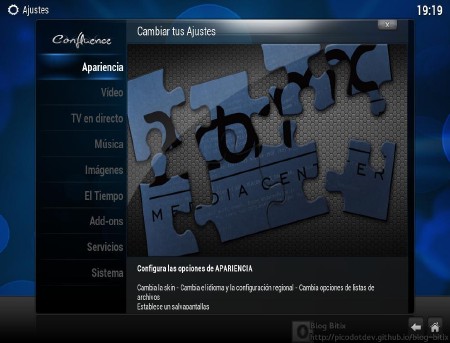 Ajustes
19:19
Confluence
Cambiar tus Ajustes
x
Apariencia
Vídeo
TV en directo
Música
Imágenes
El Tiempo
Add-ons
Servicios
Sistema
MEDIA CENTER
Configura las opciones de APARIENCIA
Cambia la skin - Cambia el idioma y la configuración regional - Cambia opciones de listas de
archivos
Establece un salvapantallas
Blog Bitix
http://picodotdev.github.io/blog-bitix